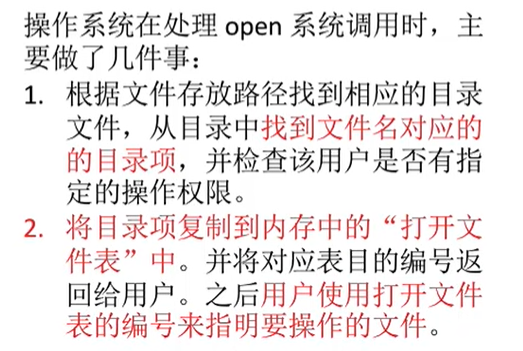 操作系统在处理 open 系统调用时，主
要做了几件事：
1. 根据文件存放路径找到相应的目录
文件，从目录中找到文件名对应的
的目录项，并检查该用户是否有指
定的操作权限。
2. 将目录项复制到内存中的“打开文
件表”中。并将对应表目的编号返
回给用户。之后用户使用打开文件
表的编号来指明要操作的文件。